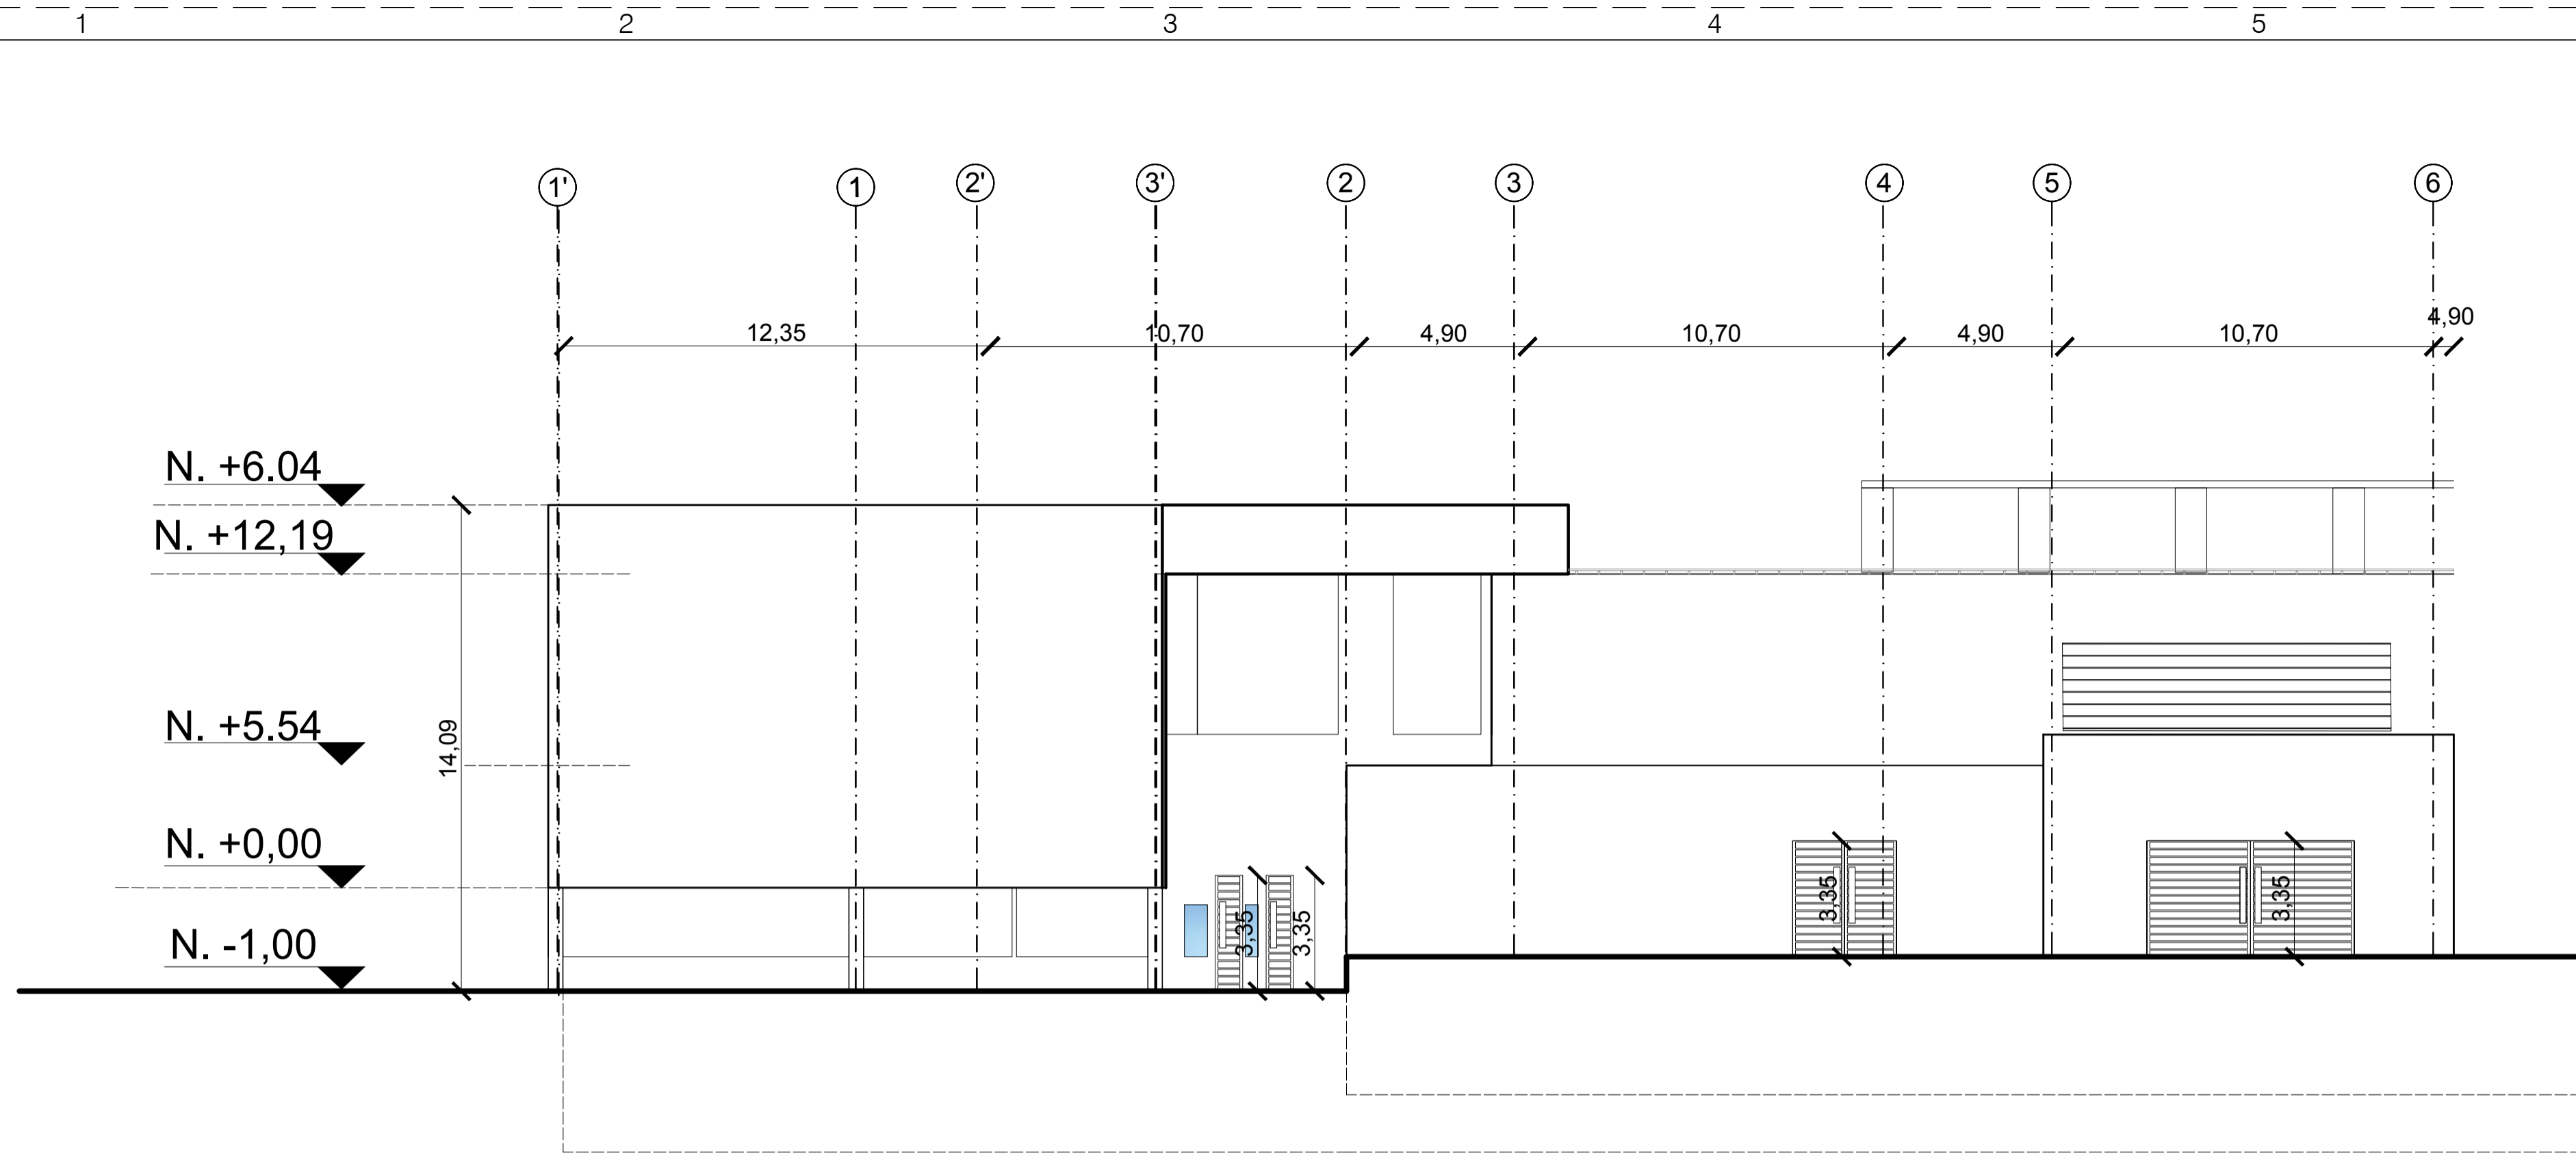 1 2 3 4 5
1' 1 2' 3' 2 3 4 5 6
4,90
12,35 10,70 4,90 10,70 4,90 10,70
N. +6.04
N. +12,19
N. +5.54
14,09
N. +0,00
3,35 3,35
3,35 3,35
N. -1,00